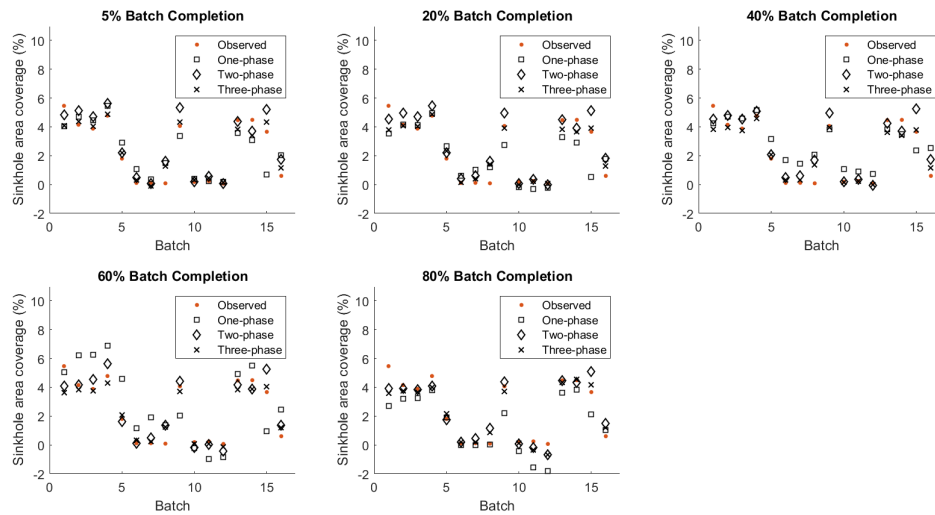 5% Batch Completion
Sinkhole area coverage (%)
10
8
6
4
2
0
-2
0
5
10
15
Batch
Observed
One-phase
Two-phase
Three-phase
20% Batch Completion
Sinkhole area coverage (%)
10
8
6
4
2
0
-2
0
5
10
15
Batch
Observed
One-phase
Two-phase
Three-phase
40% Batch Completion
Sinkhole area coverage (%)
10
8
6
4
2
0
-2
0
5
10
15
Batch
Observed
One-phase
Two-phase
Three-phase
60% Batch Completion
Sinkhole area coverage (%)
10
8
6
4
2
0
-2
0
5
10
15
Batch
Observed
One-phase
Two-phase
Three-phase
80% Batch Completion
Sinkhole area coverage (%)
10
8
6
4
2
0
-2
0
5
10
15
Batch
Observed
One-phase
Two-phase
Three-phase